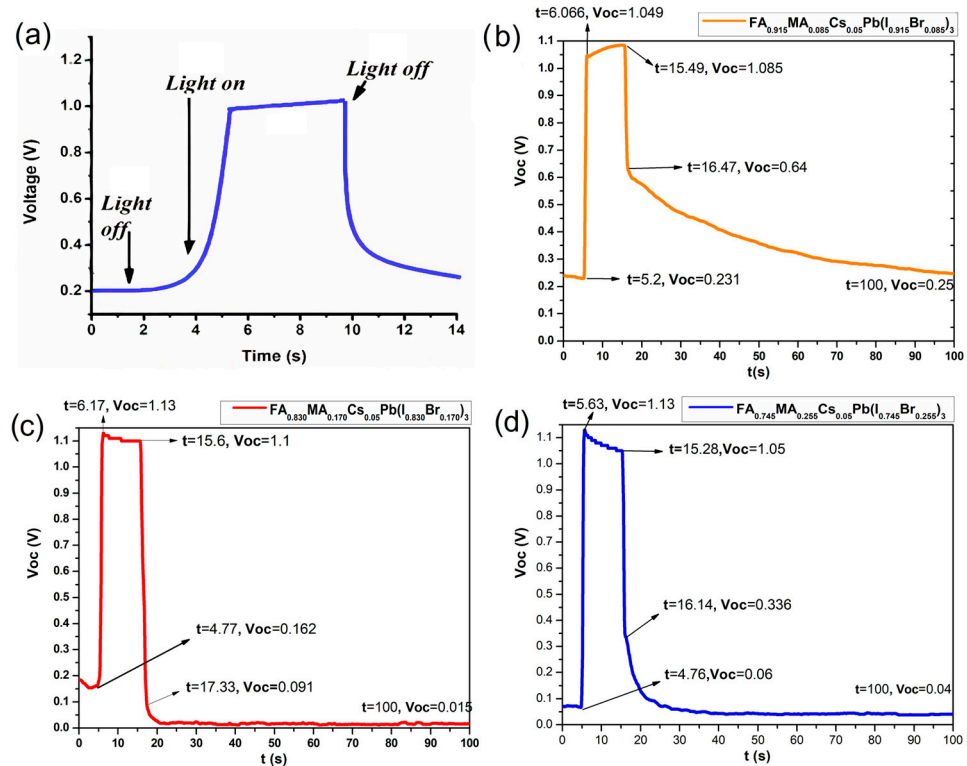 (a)
Light on
Light off
Light
off
Voltage (V)
1.2
1.0
1.2
1.0
0.6
0.4
0.2
0
2
4
6
8
10
12
14
Time (s)
t=6.066, Voc=1.049
(b)
FA0.915MA0.085Cs0.05Pb(I0.915Br0.085)3
t=15.49, Voc=1.085
t=16.47, Voc=0.64
t=5.2, Voc=0.231
t=100, Voc=0.25
Voc (V)
1.1
1.0
0.9
0.8
0.7
0.6
0.5
0.4
0.3
0.2
0.1
0.0
0
10
20
30
40
50
60
70
80
90
100
t(s)
t=6.17, Voc=1.13
(c)
FA0.830MA0.170Cs0.05Pb(I0.830Br0.170)3
t=15.6, Voc=1.1
t=4.77, Voc=0.162
t=17.33, Voc=0.091
t=100, Voc=0.015
Voc (V)
1.2
1.1
1.0
0.9
0.8
0.7
0.6
0.5
0.4
0.3
0.2
0.1
0.0
0
10
20
30
40
50
60
70
80
90
100
t (s)
t=5.63, Voc=1.13
(d)
FA0.745MA0.255Cs0.05Pb(I0.745Br0.255)3
t=15.28,Voc=1.05
t=16.14, Voc=0.336
t=4.76,Voc=0.06
t=100, Voc=0.04
Voc (V)
1.1
1.0
0.9
0.8
0.7
0.6
0.5
0.4
0.3
0.2
0.1
0.0
0
10
20
30
40
50
60
70
80
90
100
t (s)